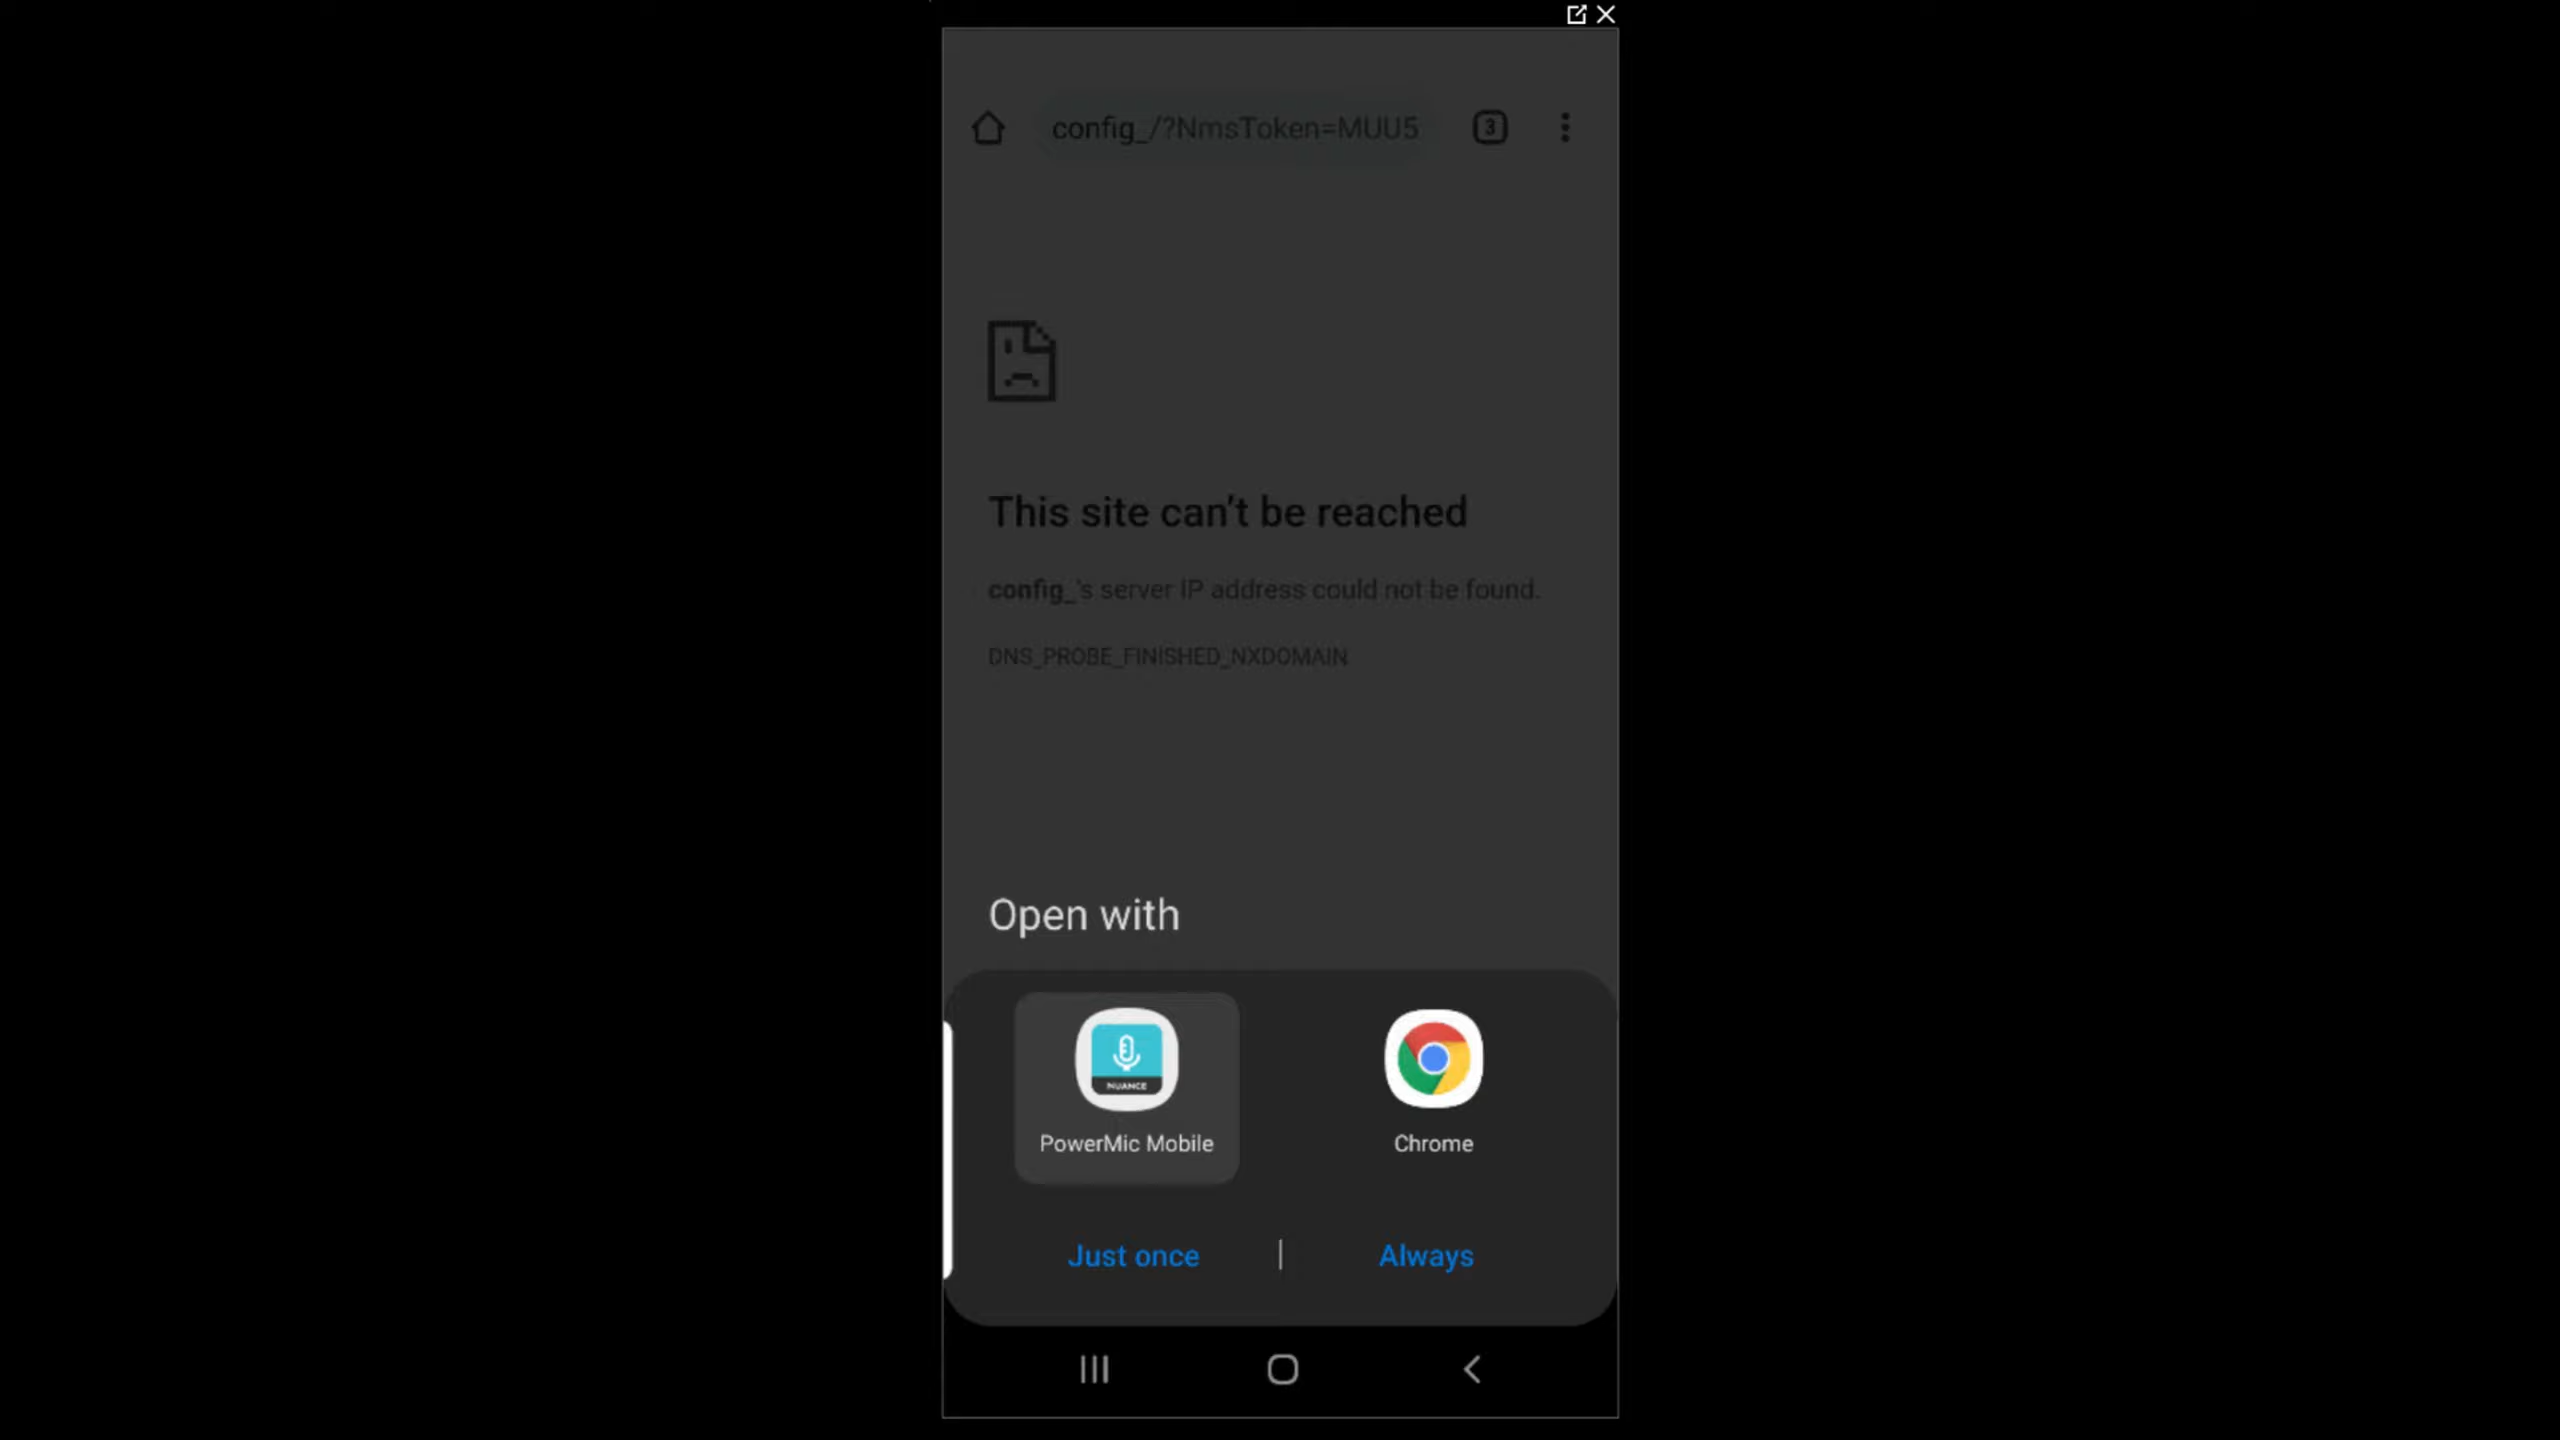 config_/?NmsToken=MUU5
3
This site can't be reached
config_'s server IP address could not be found.
DNS_PROBE_FINISHED_NXDOMAIN
Open with
NUANCE
PowerMic Mobile
Chrome
Just once | Always